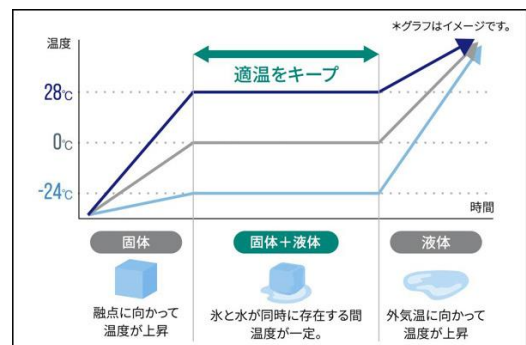 *グラフはイメージです。
温度
適温をキープ
28℃
0℃
-24℃
時間
固体
固体+液体
液体
融点に向かって
温度が上昇
氷と水が同時に存在する間
温度が一定。
外気温に向かって
温度が上昇